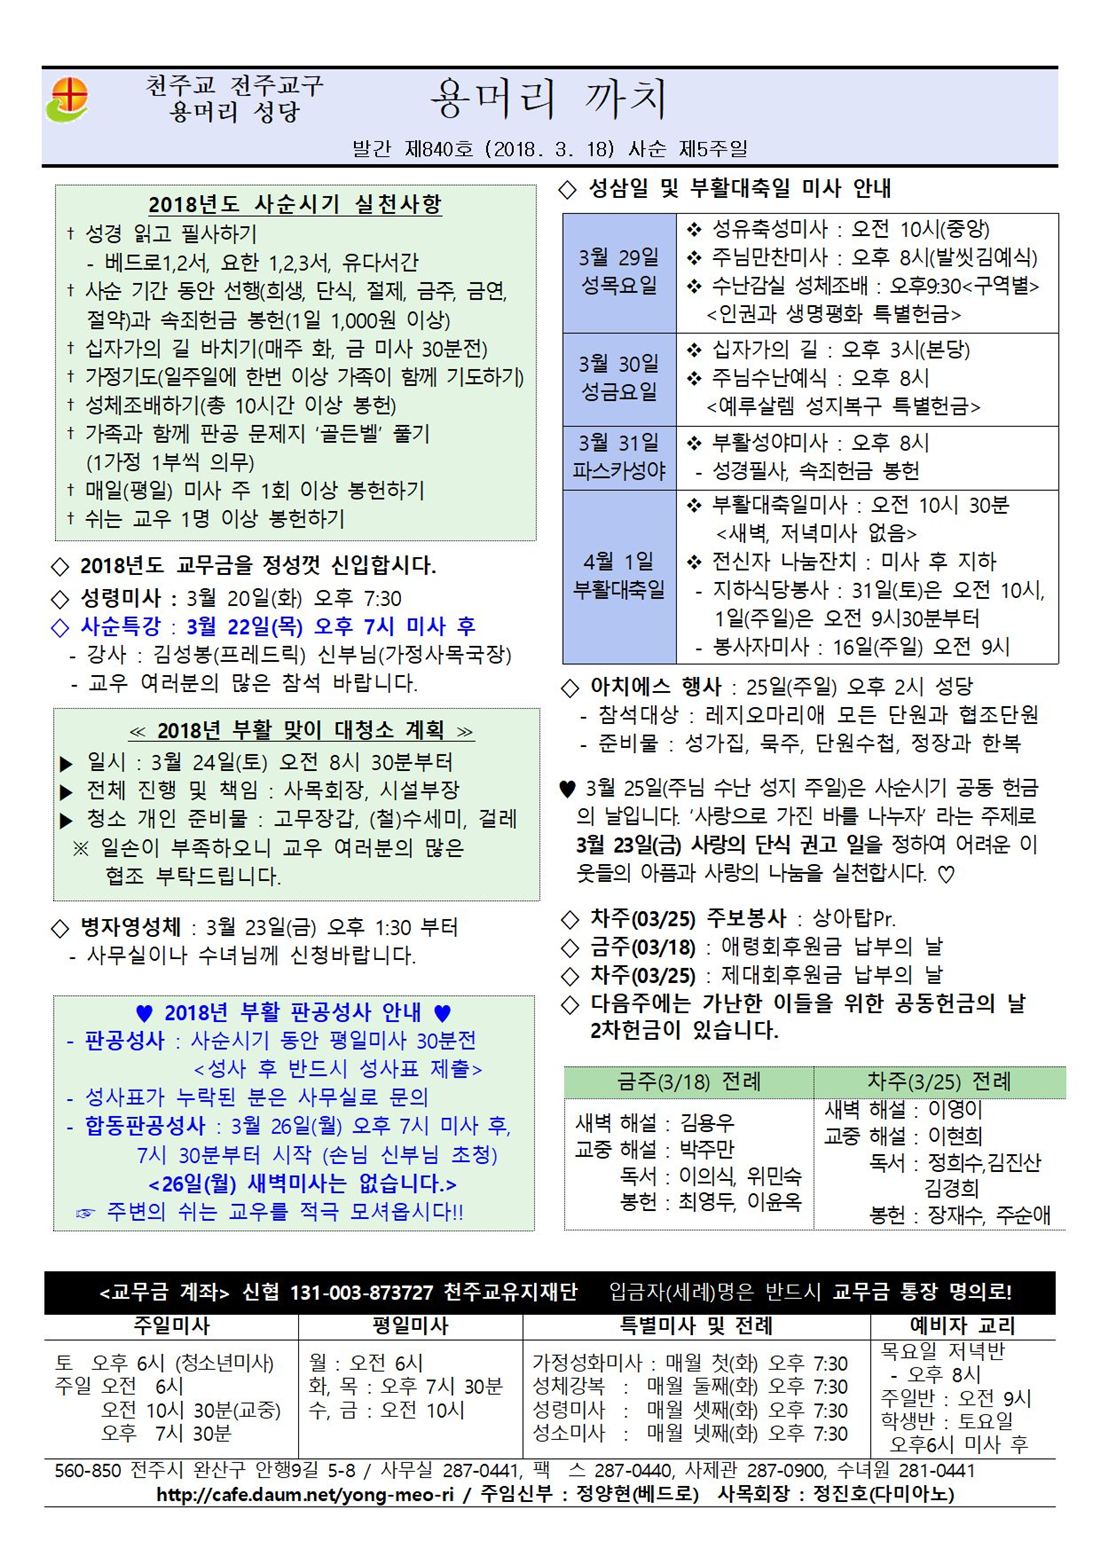 천주교 전주교구
용머리 성당
용머리 까치
발간 제840호 (2018. 3. 18) 사순 제5주일
2018년도 사순시기 실천사항
† 성경 읽고 필사하기
- 베드로1,2서, 요한 1,2,3서, 유다서간
† 사순 기간 동안 선행(희생, 단식, 절제, 금주, 금연,
절약)과 속죄헌금 봉헌(1일 1,000원 이상)
† 십자가의 길 바치기(매주 화, 금 미사 30분전)
† 가정기도(일주일에 한번 이상 가족이 함께 기도하기)
† 성체조배하기(총 10시간 이상 봉헌)
† 가족과 함께 판공 문제지 ‘골든벨’ 풀기
(1가정 1부씩 의무)
† 매일(평일) 미사 주 1회 이상 봉헌하기
† 쉬는 교우 1명 이상 봉헌하기
◇ 2018년도 교무금을 정성껏 신입합시다.
◇ 성령미사 : 3월 20일(화) 오후 7:30
◇ 사순특강 : 3월 22일(목) 오후 7시 미사 후
- 강사 : 김성봉(프레드릭) 신부님(가정사목국장)
- 교우 여러분의 많은 참석 바랍니다.
≪ 2018년 부활 맞이 대청소 계획 ≫
▶ 일시 : 3월 24일(토) 오전 8시 30분부터
▶ 전체 진행 및 책임 : 사목회장, 시설부장
▶ 청소 개인 준비물 : 고무장갑, (철)수세미, 걸레
※ 일손이 부족하오니 교우 여러분의 많은
협조 부탁드립니다.
◇ 병자영성체 : 3월 23일(금) 오후 1:30 부터
- 사무실이나 수녀님께 신청바랍니다.
♥ 2018년 부활 판공성사 안내 ♥
- 판공성사 : 사순시기 동안 평일미사 30분전
<성사 후 반드시 성사표 제출>
- 성사표가 누락된 분은 사무실로 문의
- 합동판공성사 : 3월 26일(월) 오후 7시 미사 후,
7시 30분부터 시작 (손님 신부님 초청)
<26일(월) 새벽미사는 없습니다.>
☞ 주변의 쉬는 교우를 적극 모셔옵시다!!
◇ 성삼일 및 부활대축일 미사 안내
3월 29일
성목요일
❖ 성유축성미사 : 오전 10시(중앙)
❖ 주님만찬미사 : 오후 8시(발씻김예식)
❖ 수난감실 성체조배 : 오후9:30<구역별>
<인권과 생명평화 특별헌금>
3월 30일
성금요일
❖ 십자가의 길 : 오후 3시(본당)
❖ 주님수난예식 : 오후 8시
<예루살렘 성지복구 특별헌금>
3월 31일
파스카성야
❖ 부활성야미사 : 오후 8시
- 성경필사, 속죄헌금 봉헌
4월 1일
부활대축일
❖ 부활대축일미사 : 오전 10시 30분
<새벽, 저녁미사 없음>
❖ 전신자 나눔잔치 : 미사 후 지하
- 지하식당봉사 : 31일(토)은 오전 10시,
1일(주일)은 오전 9시30분부터
- 봉사자미사 : 16일(주일) 오전 9시
◇ 아치에스 행사 : 25일(주일) 오후 2시 성당
- 참석대상 : 레지오마리애 모든 단원과 협조단원
- 준비물 : 성가집, 묵주, 단원수첩, 정장과 한복
♥ 3월 25일(주님 수난 성지 주일)은 사순시기 공동 헌금
의 날입니다. ‘사랑으로 가진 바를 나누자’ 라는 주제로
3월 23일(금) 사랑의 단식 권고 일을 정하여 어려운 이
웃들의 아픔과 사랑의 나눔을 실천합시다. ♡
◇ 차주(03/25) 주보봉사 : 상아탑Pr.
◇ 금주(03/18) : 애령회후원금 납부의 날
◇ 차주(03/25) : 제대회후원금 납부의 날
◇ 다음주에는 가난한 이들을 위한 공동헌금의 날
2차헌금이 있습니다.
금주(3/18) 전례
새벽 해설 : 김용우
교중 해설 : 박주만
독서 : 이의식, 위민숙
봉헌 : 최영두, 이윤옥
차주(3/25) 전례
새벽 해설 : 이영이
교중 해설 : 이현희
독서 : 정희수,김진산
김경희
봉헌 : 장재수, 주순애
<교무금 계좌> 신협 131-003-873727 천주교유지재단 입금자(세례)명은 반드시 교무금 통장 명의로!
주일미사
토 오후 6시 (청소년미사)
주일 오전 6시
오전 10시 30분(교중)
오후 7시 30분
평일미사
월 : 오전 6시
화, 목 : 오후 7시 30분
수, 금 : 오전 10시
특별미사 및 전례
가정성화미사 : 매월 첫(화) 오후 7:30
성체강복 : 매월 둘째(화) 오후 7:30
성령미사 : 매월 셋째(화) 오후 7:30
성소미사 : 매월 넷째(화) 오후 7:30
예비자 교리
목요일 저녁반
- 오후 8시
주일반 : 오전 9시
학생반 : 토요일
오후6시 미사 후
560-850 전주시 완산구 안행9길 5-8 / 사무실 287-0441, 팩 스 287-0440, 사제관 287-0900, 수녀원 281-0441
http://cafe.daum.net/yong-meo-ri / 주임신부 : 정양현(베드로) 사목회장 : 정진호(다미아노)